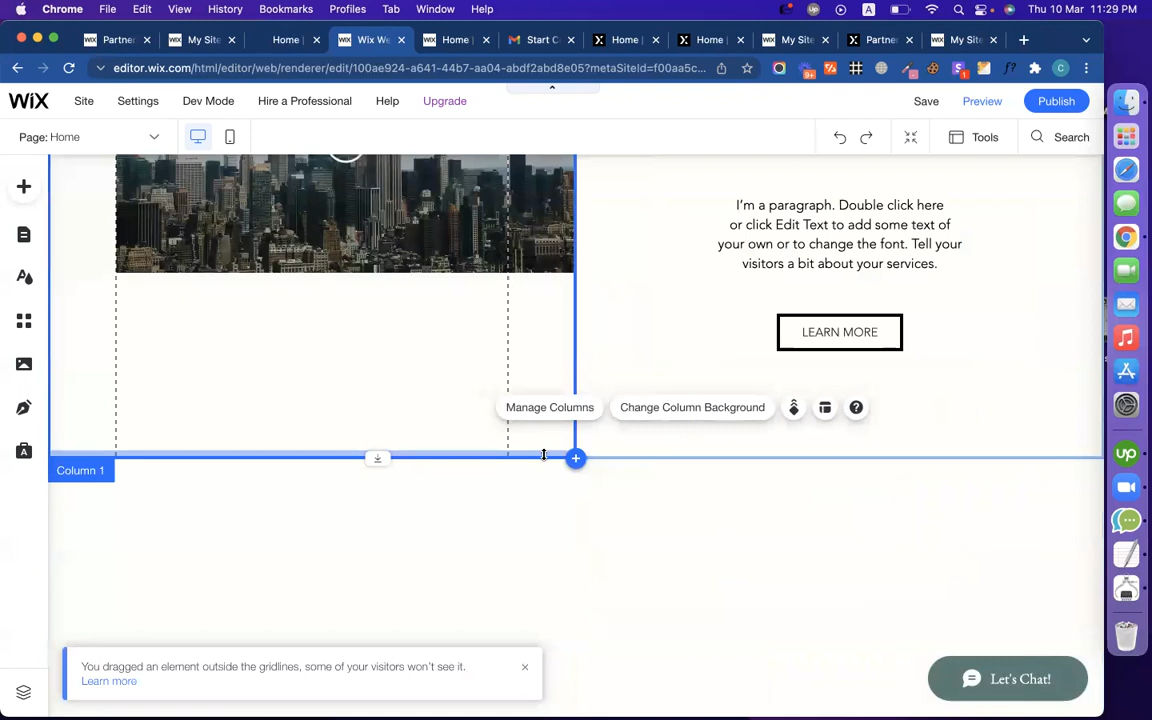 Chrome File Edit View History Bookmarks Profiles Tab Window Help A Thu 10 Mar 11:29 PM
Partner My Site Home | Wix We Home | Gmail Start C Home | Home | My Site Partner My Site
editor.wix.com/html/editor/web/renderer/edit/100ae924-a641-44b7-aa04-abdf2abd8e05?metaSiteId=f00aa5c...
WiX Site Settings Dev Mode Hire a Professional Help Upgrade Save Preview Publish
Page: Home Tools Search
I'm a paragraph. Double click here
or click Edit Text to add some text of
your own or to change the font. Tell your
visitors a bit about your services.
LEARN MORE
Manage Columns Change Column Background
Column 1
You dragged an element outside the gridlines, some of your visitors won't see it.
Learn more
Let's Chat!